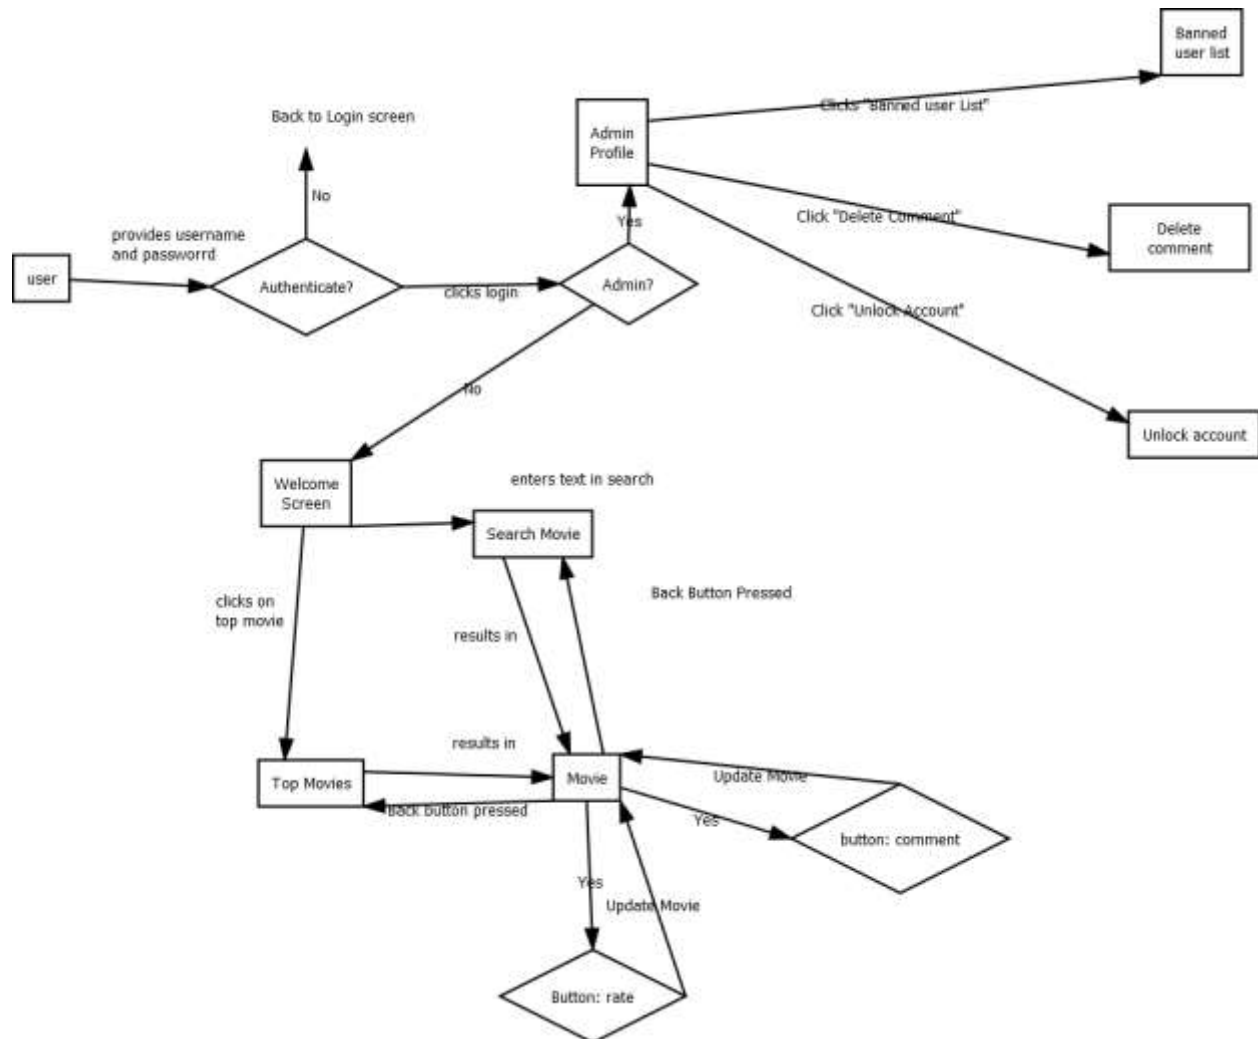 Banned
user list
Clicks "Banned user List"
Back to Login screen
Admin
Profile
No
Yes
Click "Delete Comment"
Delete
comment
provides username
and passworrd
user
Authenticate?
clicks login
Admin?
Click "Unlock Account"
No
Unlock account
Welcome
Screen
enters text in search
Search Movie
clicks on
top movie
Back Button Pressed
results in
results in
Top Movies
Movie
Update Movie
Back button pressed
Yes
button: comment
Yes
Update Movie
Button: rate